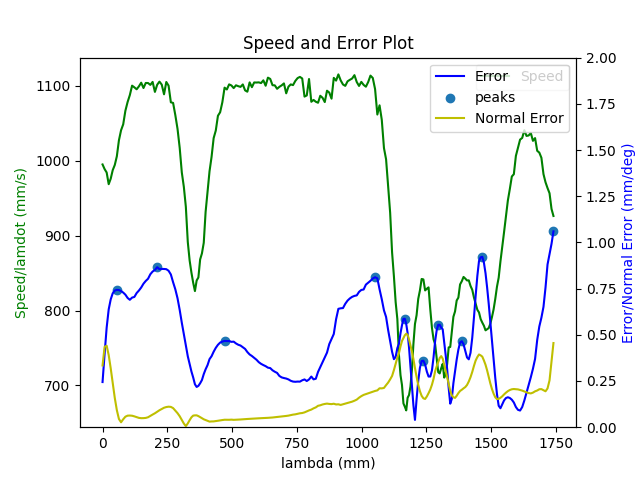 Speed and Error Plot
Speed/lamdot (mm/s)
1100
1000
900
800
700
0
250
500
750
1000
1250
1500
1750
lambda (mm)
2.00
1.75
1.50
1.25
1.00
0.75
0.50
0.25
0.00
Error/Normal Error (mm/deg)
Speed
Error
peaks
Normal Error